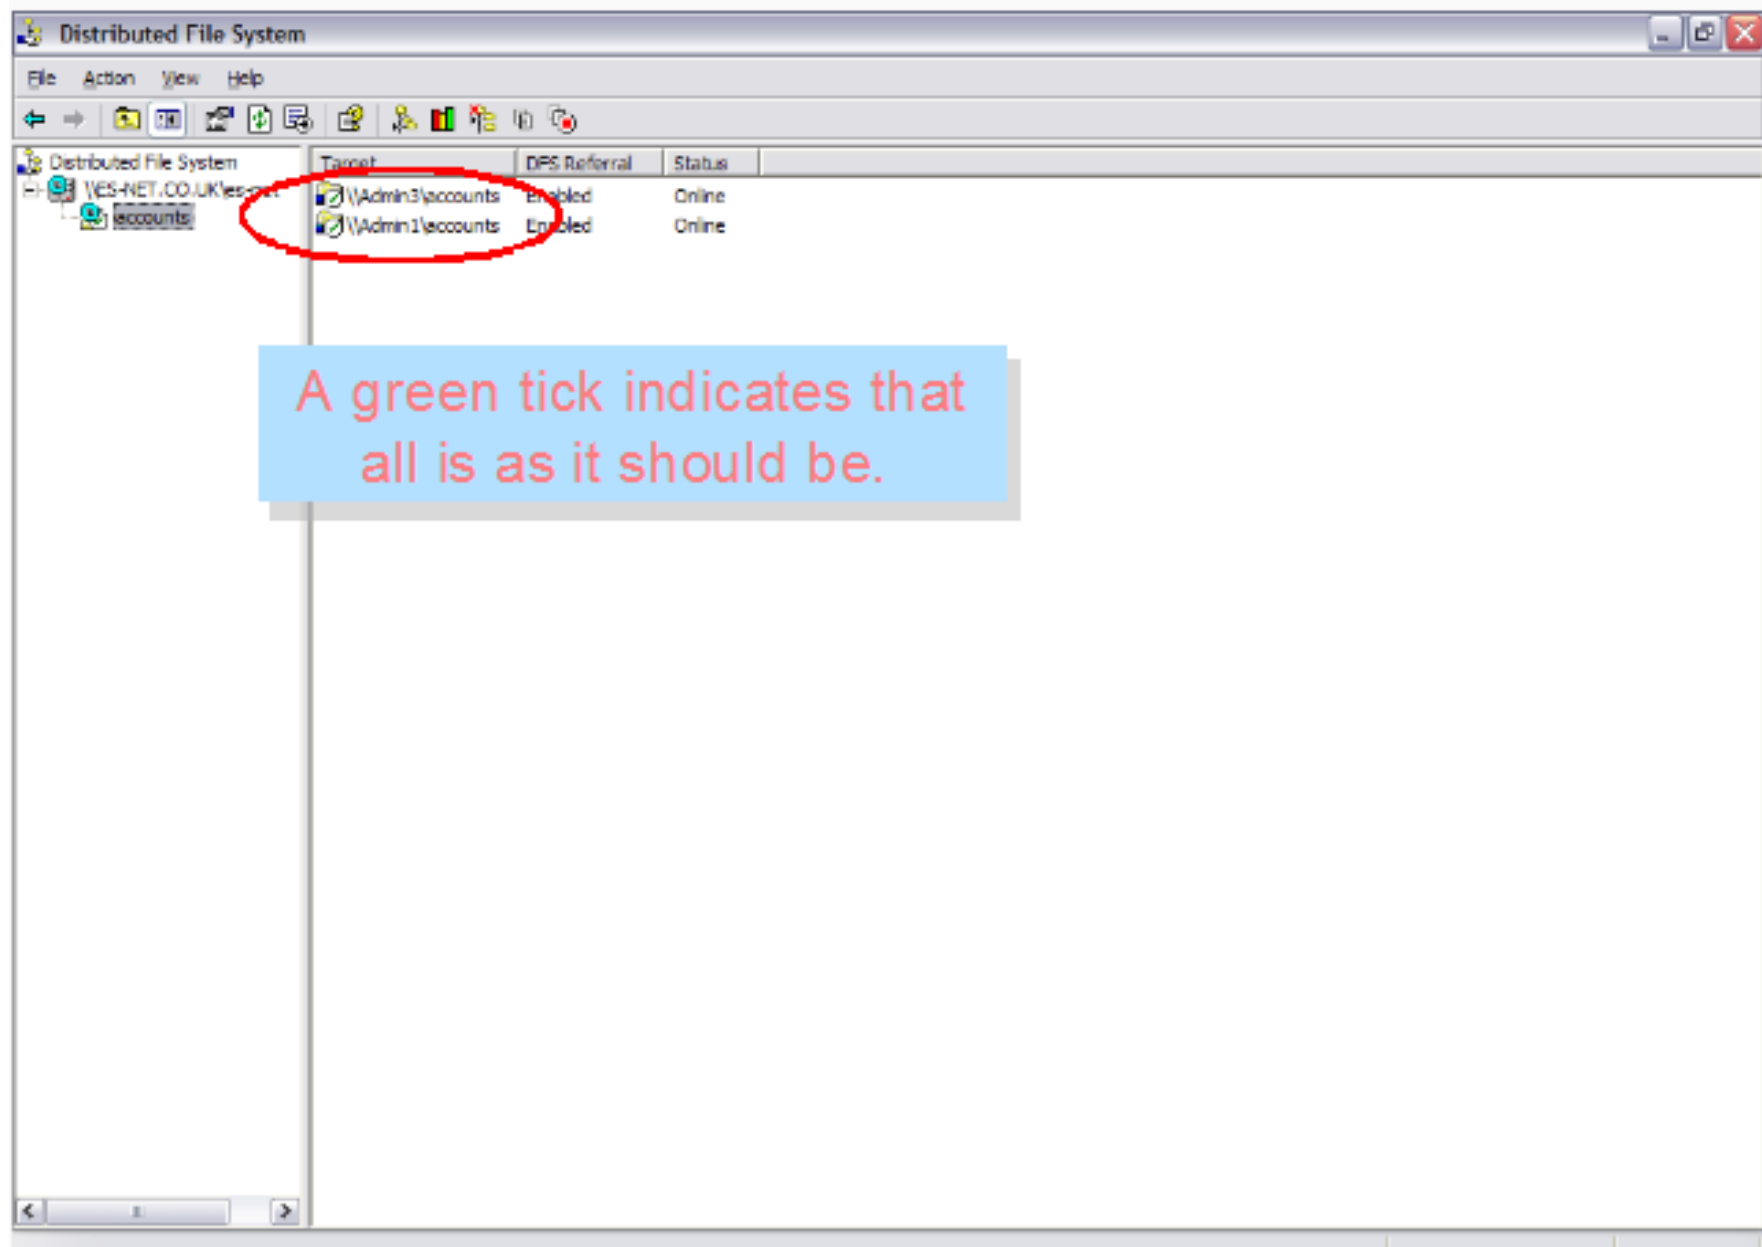 Distributed File System
File Action View Help
Distributed File System
\\ES-NET.CO.UK\es-net
accounts
Target DFS Referral Status
\\Admin3\accounts Enabled Online
\\Admin1\accounts Enabled Online
A green tick indicates that
all is as it should be.